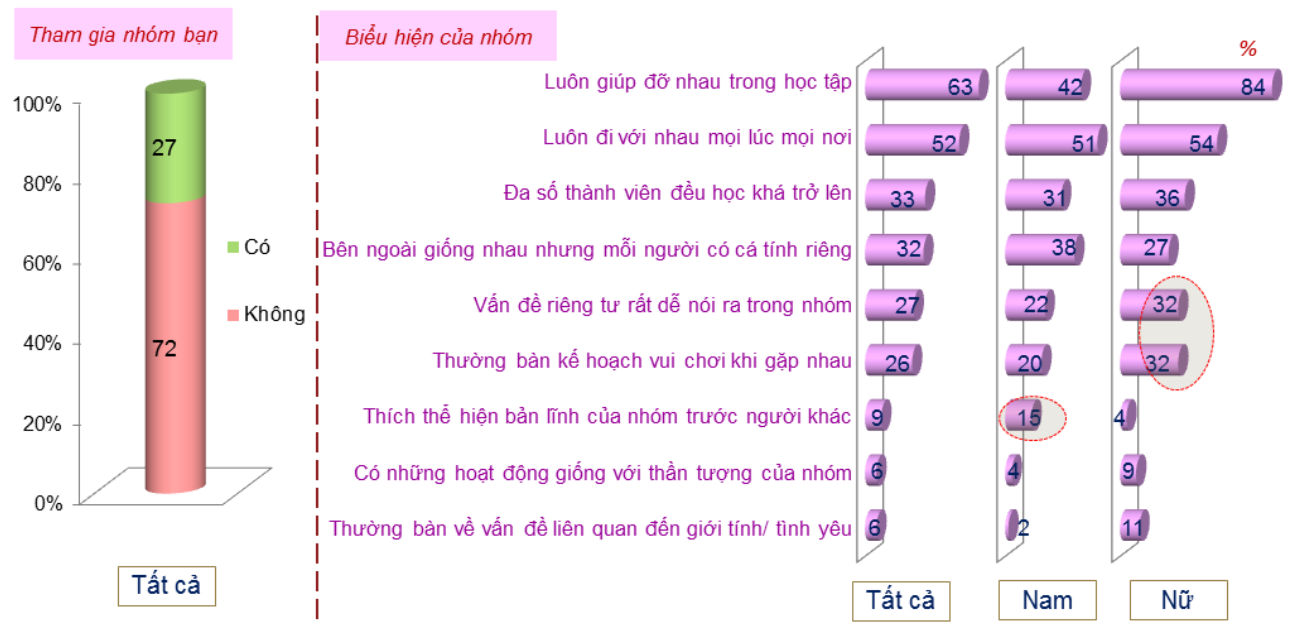 Tham gia nhóm bạn
100%
80%
60%
40%
20%
0%
27
72
Có
Không
Tất cả
Biểu hiện của nhóm
%
Luôn giúp đỡ nhau trong học tập 63 42 84
Luôn đi với nhau mọi lúc mọi nơi 52 51 54
Đa số thành viên đều học khá trở lên 33 31 36
Bên ngoài giống nhau nhưng mỗi người có cá tính riêng 32 38 27
Vấn đề riêng tư rất dễ nói ra trong nhóm 27 22 32
Thường bàn kế hoạch vui chơi khi gặp nhau 26 20 32
Thích thể hiện bản lĩnh của nhóm trước người khác 9 15 4
Có những hoạt động giống với thần tượng của nhóm 6 4 9
Thường bàn về vấn đề liên quan đến giới tính/ tình yêu 6 2 11
Tất cả Nam Nữ